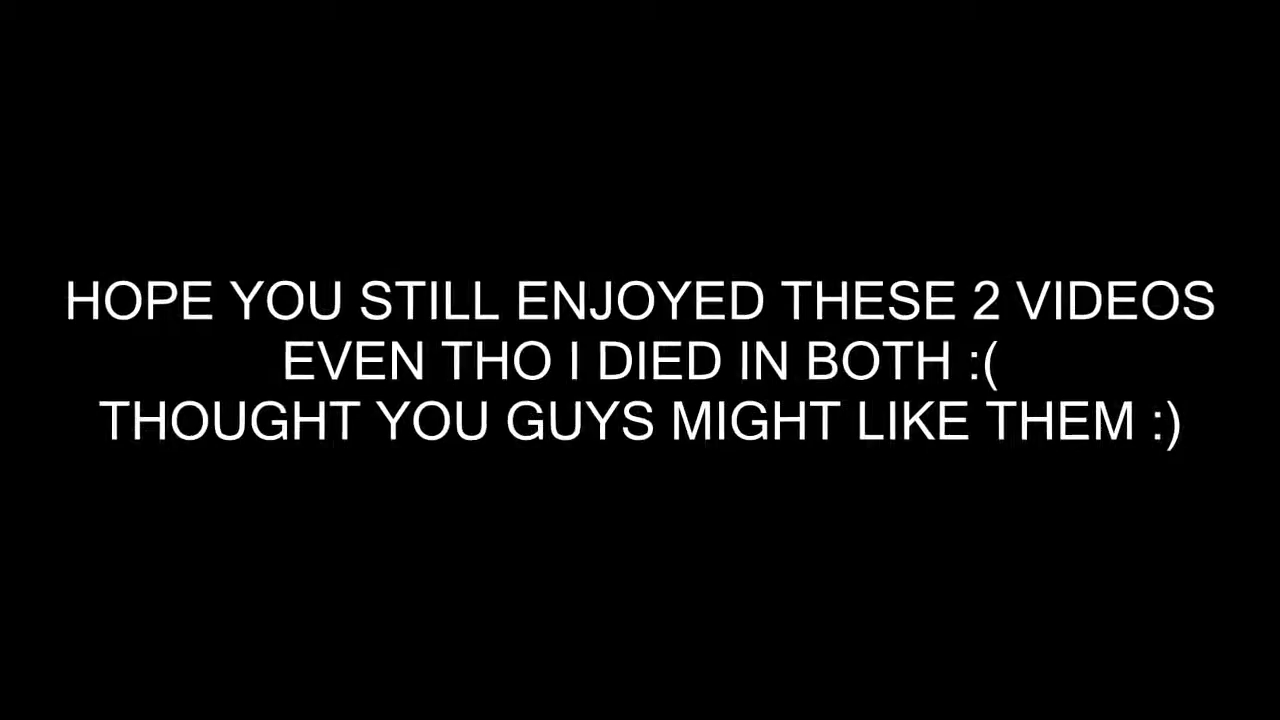 HOPE YOU STILL ENJOYED THESE 2 VIDEOS
EVEN THO I DIED IN BOTH :(
THOUGHT YOU GUYS MIGHT LIKE THEM :)